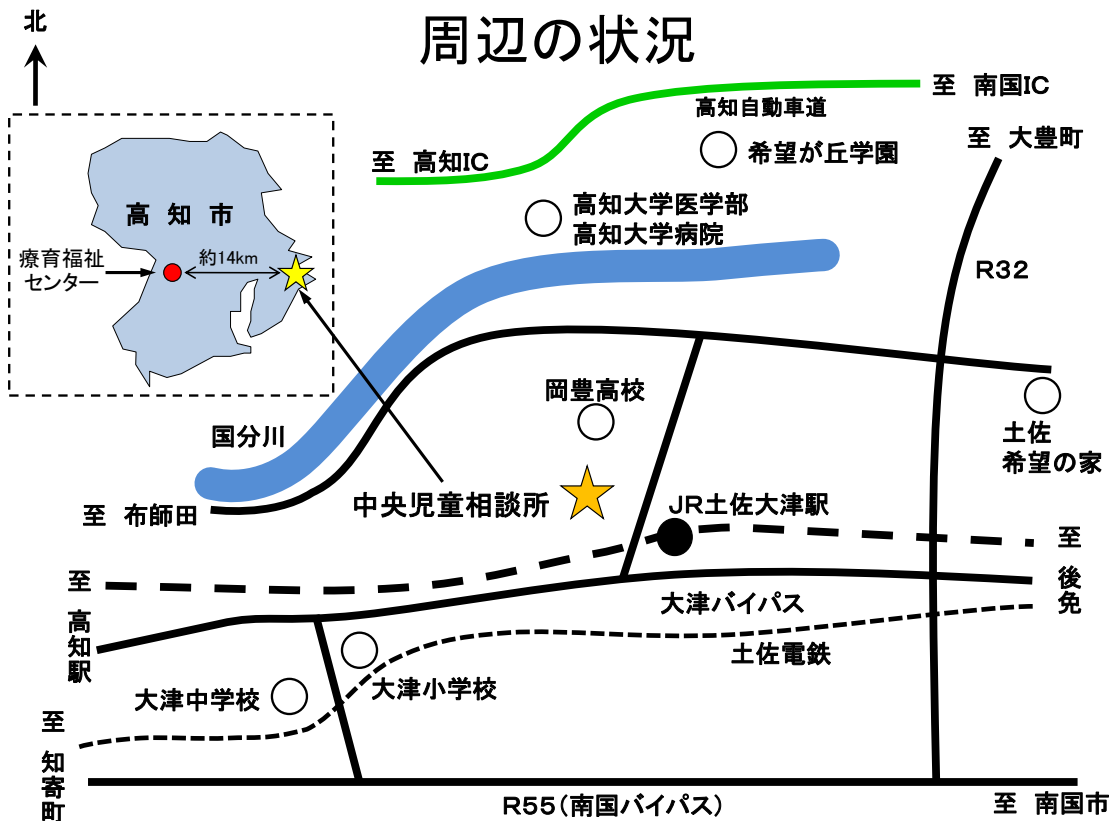 周辺の状況
北
至　南国IC
高知自動車道
至　大豊町
至　高知IC
希望が丘学園
高知大学医学部
高知大学病院
高知市
療育福祉
センター
約14km
R32
岡豊高校
国分川
土佐
希望の家
中央児童相談所
JR土佐大津駅
至　布師田
至　後免
至　高知駅
大津バイパス
土佐電鉄
大津小学校
大津中学校
至　知寄町
R55（南国バイパス）
至　南国市